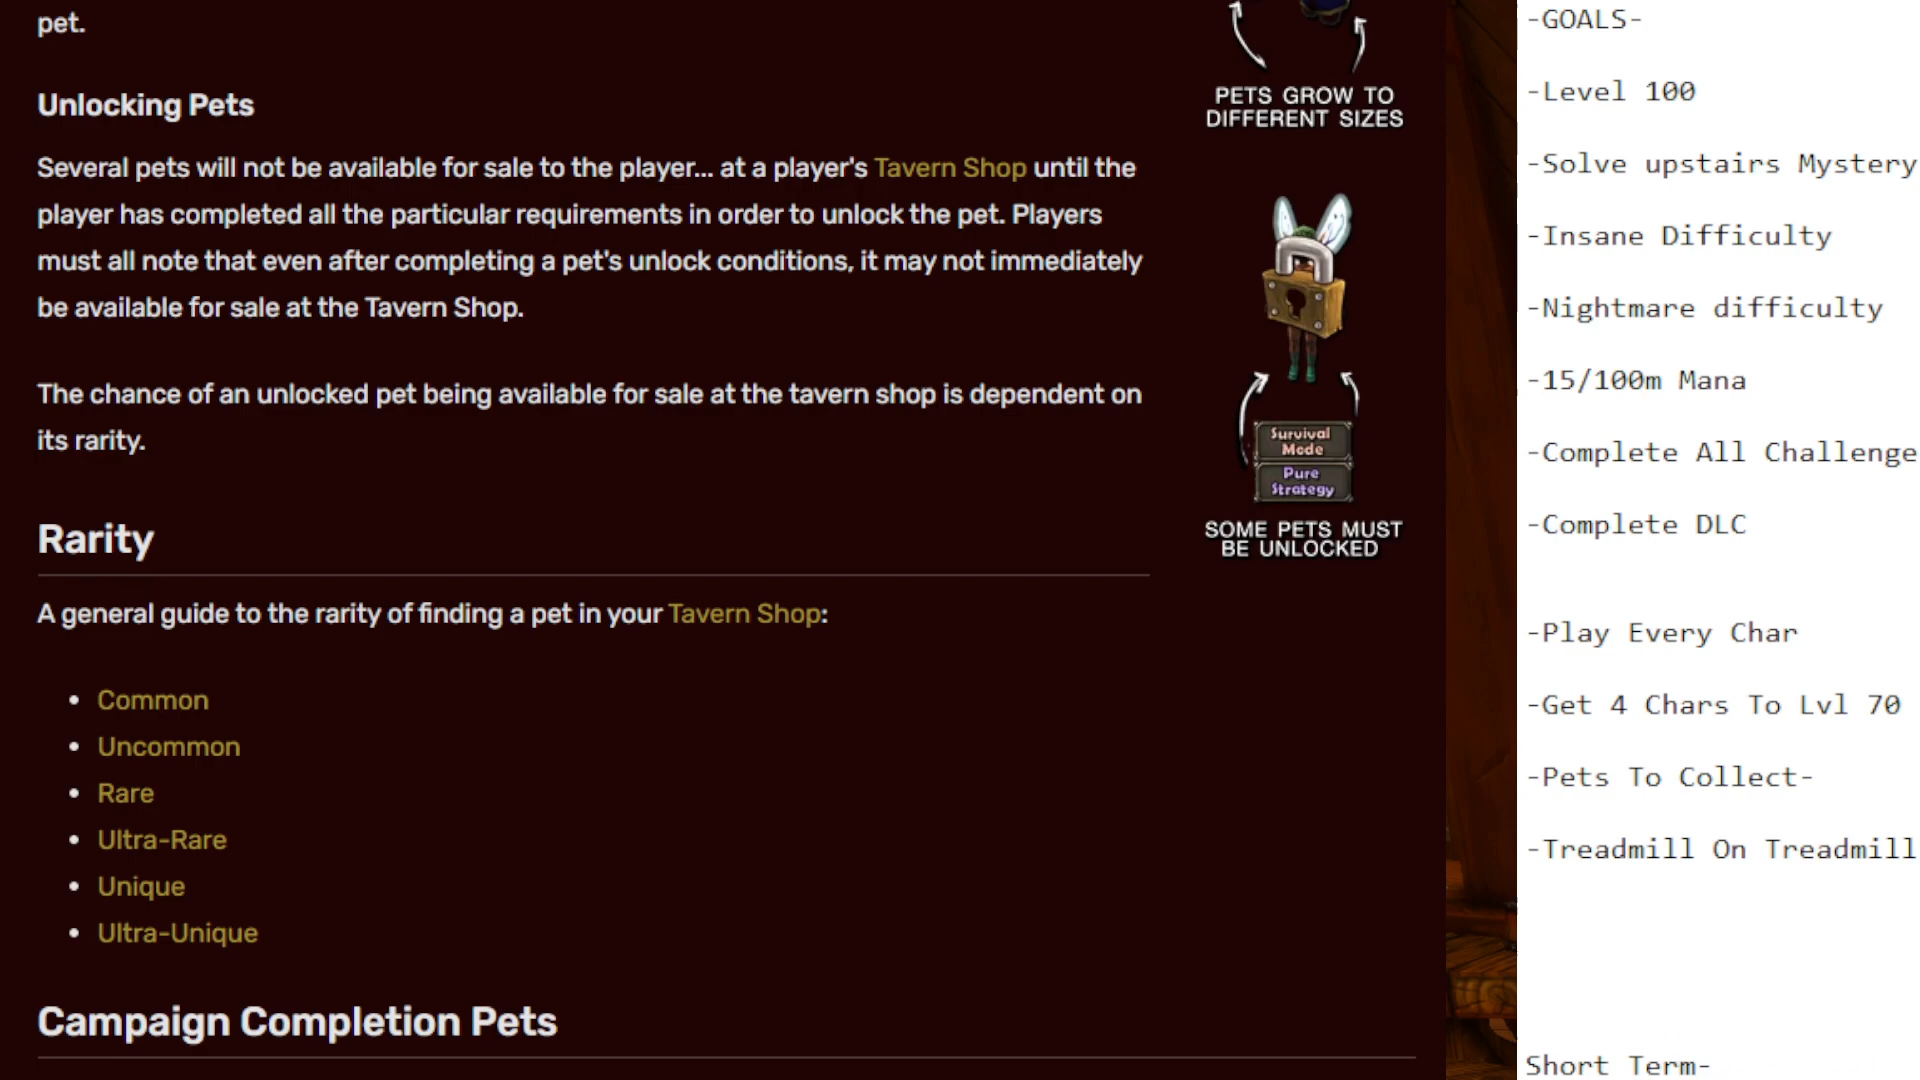 pet.
Unlocking Pets
Several pets will not be available for sale to the player... at a player's Tavern Shop until the
player has completed all the particular requirements in order to unlock the pet. Players
must all note that even after completing a pet's unlock conditions, it may not immediately
be available for sale at the Tavern Shop.
The chance of an unlocked pet being available for sale at the tavern shop is dependent on
its rarity.
Rarity
A general guide to the rarity of finding a pet in your Tavern Shop:
• Common
• Uncommon
• Rare
• Ultra-Rare
• Unique
• Ultra-Unique
Campaign Completion Pets
PETS GROW TO
DIFFERENT SIZES
Survival
Mode
Pure
Strategy
SOME PETS MUST
BE UNLOCKED
-GOALS-
-Level 100
-Solve upstairs Mystery
-Insane Difficulty
-Nightmare difficulty
-15/100m Mana
-Complete All Challenge
-Complete DLC
-Play Every Char
-Get 4 Chars To Lvl 70
-Pets To Collect-
-Treadmill On Treadmill
Short Term-